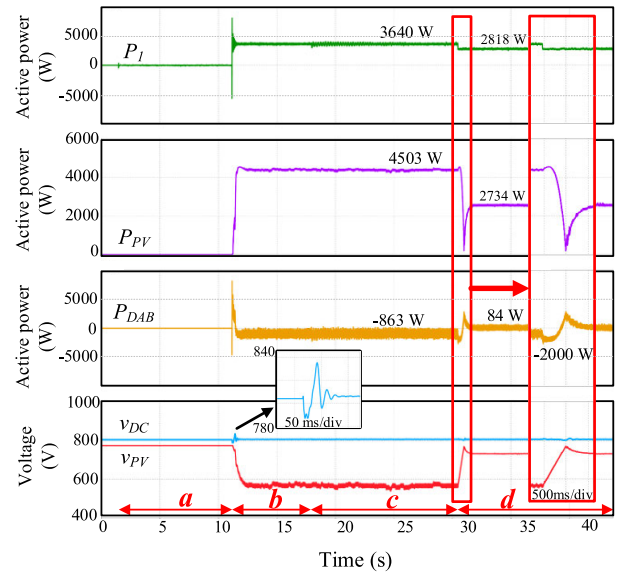 Active power
(W)
5000
0
-5000
P1
3640 W
2818 W
Active power
(W)
6000
4000
2000
0
PPV
4503 W
2734 W
Active power
(W)
5000
0
-5000
PDAB
-863 W
84 W
-2000 W
840
780
50 ms/div
Voltage
(V)
1000
800
600
400
vDC
vPV
a
b
c
d
500ms/div
0
5
10
15
20
25
30
35
40
Time (s)